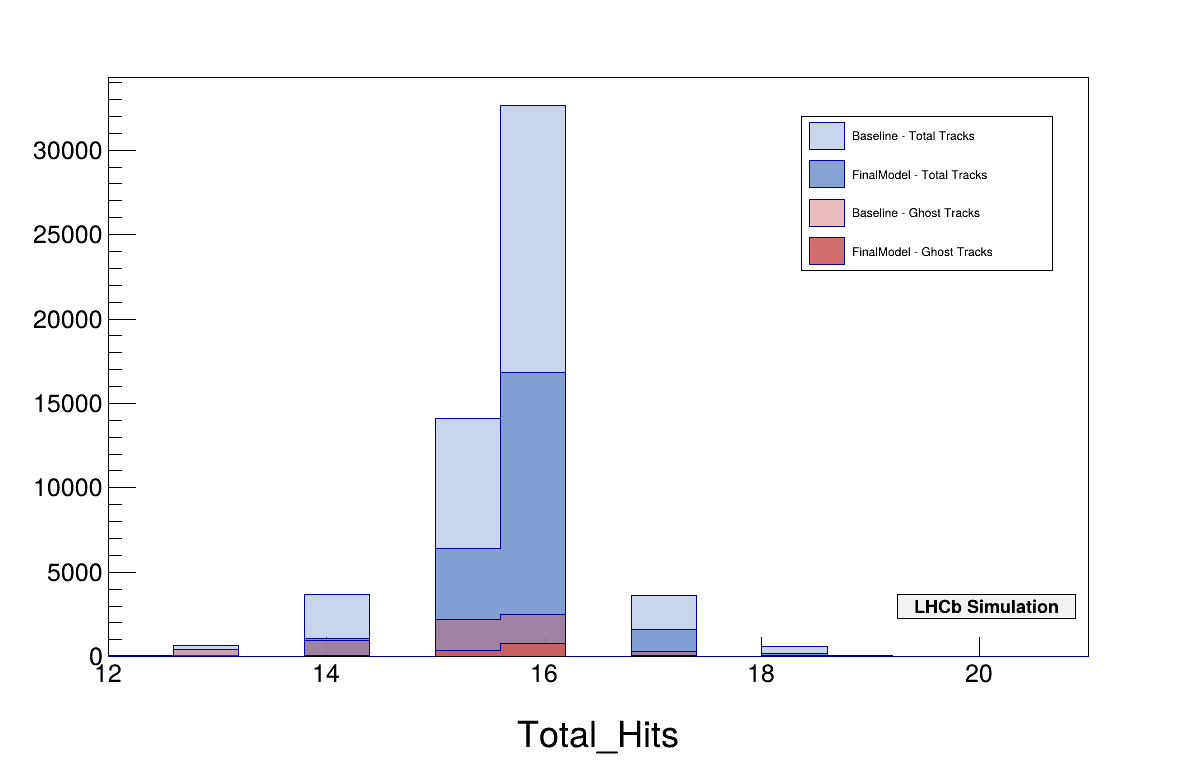 30000
25000
20000
15000
10000
5000
0
Baseline - Total Tracks
FinalModel - Total Tracks
Baseline - Ghost Tracks
FinalModel - Ghost Tracks
LHCb Simulation
12 14 16 18 20
Total_Hits